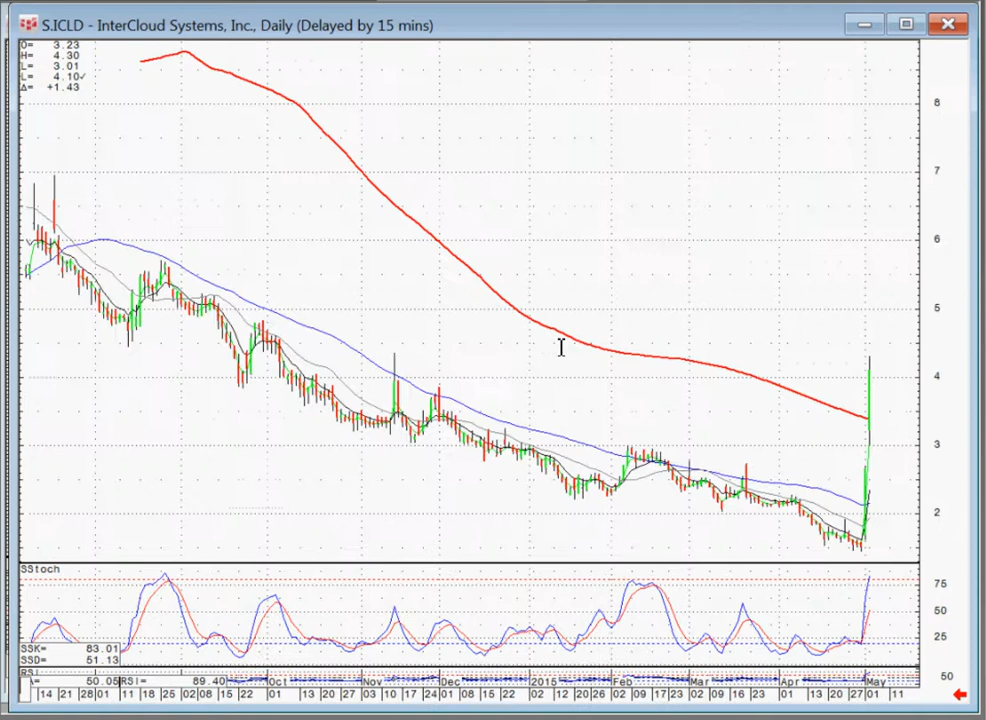 S.ICLD - InterCloud Systems, Inc., Daily (Delayed by 15 mins)
O= 3.23
H= 4.30
L= 3.01
L= 4.10✓
Δ= +1.43
8
7
6
5
4
3
2
SStoch
75
50
25
SSK= 83.01
SSD= 51.13
RSI= 89.40
50.05
50
Oct Nov Dec 2015 Feb Mar Apr May
14 21 28 01 11 18 25 02 08 15 22 01 13 20 27 03 10 17 24 01 08 15 22 02 12 20 26 02 09 17 23 02 09 16 23 01 13 20 27 01 11